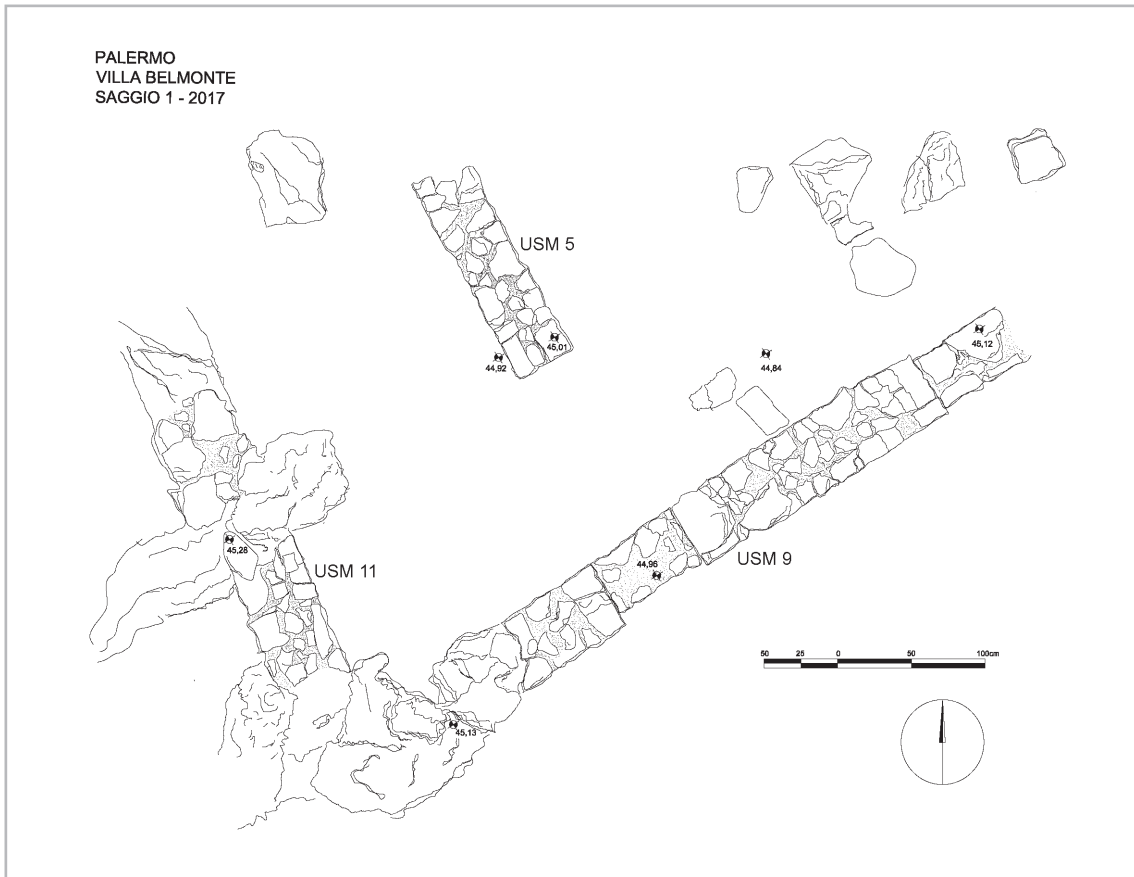 PALERMO
VILLA BELMONTE
SAGGIO 1 - 2017
USM 5
45,01
44,92
45,12
44,84
45,28
USM 11
44,96
USM 9
45,13
50 25 0 50 100cm